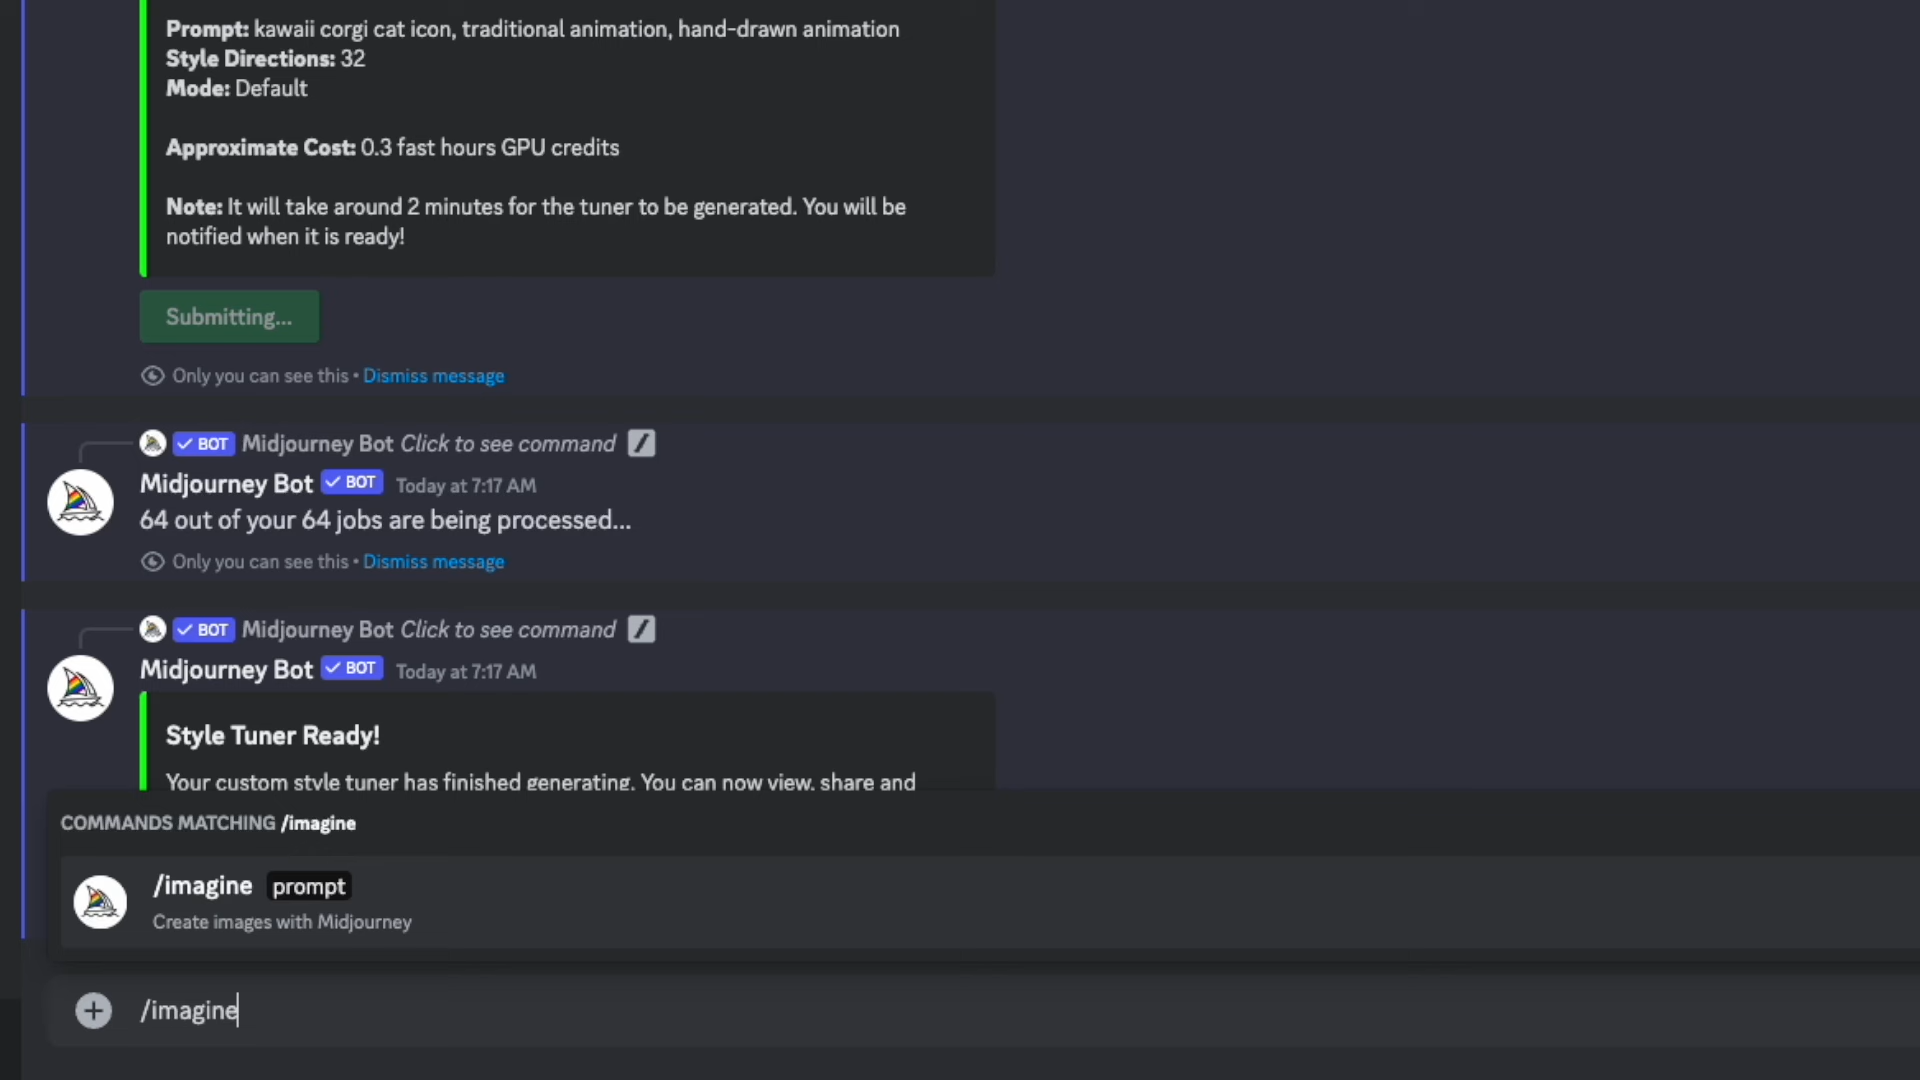 Prompt: kawaii corgi cat icon, traditional animation, hand-drawn animation
Style Directions: 32
Mode: Default
Approximate Cost: 0.3 fast hours GPU credits
Note: It will take around 2 minutes for the tuner to be generated. You will be
notified when it is ready!
Submitting...
Only you can see this • Dismiss message
BOT Midjourney Bot Click to see command /
Midjourney Bot BOT Today at 7:17 AM
64 out of your 64 jobs are being processed...
Only you can see this • Dismiss message
BOT Midjourney Bot Click to see command /
Midjourney Bot BOT Today at 7:17 AM
Style Tuner Ready!
Your custom style tuner has finished generating. You can now view, share and
COMMANDS MATCHING /imagine
/imagine prompt
Create images with Midjourney
/imagine